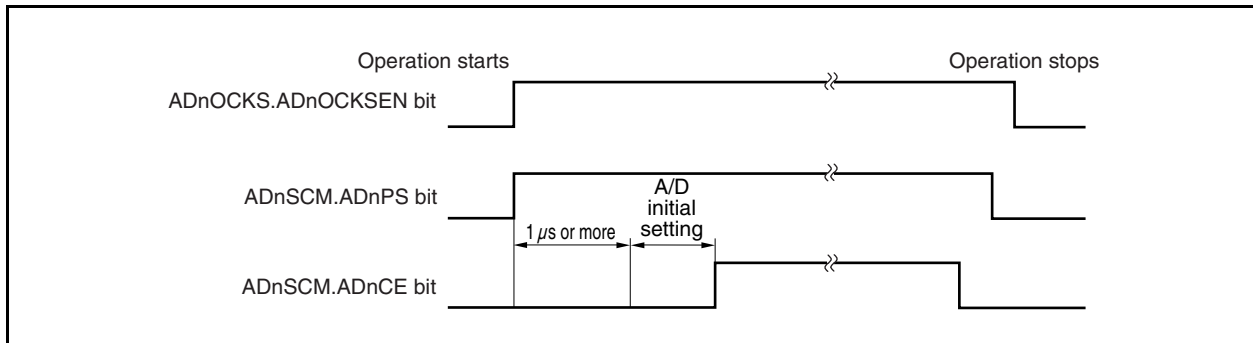 Operation starts
Operation stops
ADnOCKS.ADnOCKSEN bit
ADnSCM.ADnPS bit
A/D
initial
setting
1 μs or more
ADnSCM.ADnCE bit